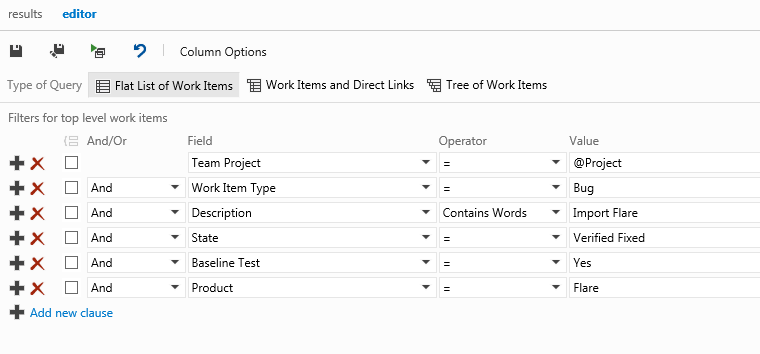 results editor
Column Options
Type of Query Flat List of Work Items Work Items and Direct Links Tree of Work Items
Filters for top level work items
And/Or Field Operator Value
Team Project = @Project
And Work Item Type = Bug
And Description Contains Words Import Flare
And State = Verified Fixed
And Baseline Test = Yes
And Product = Flare
Add new clause